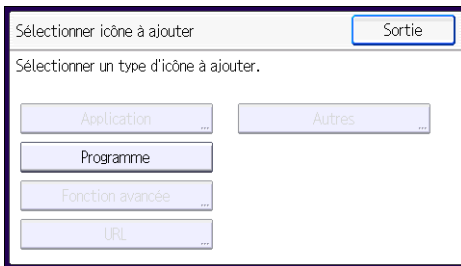 Sélectionner icône à ajouter
Sortie
Sélectionner un type d'icône à ajouter.
Application ...
Autres ...
Programme
Fonction avancée ...
URL ...